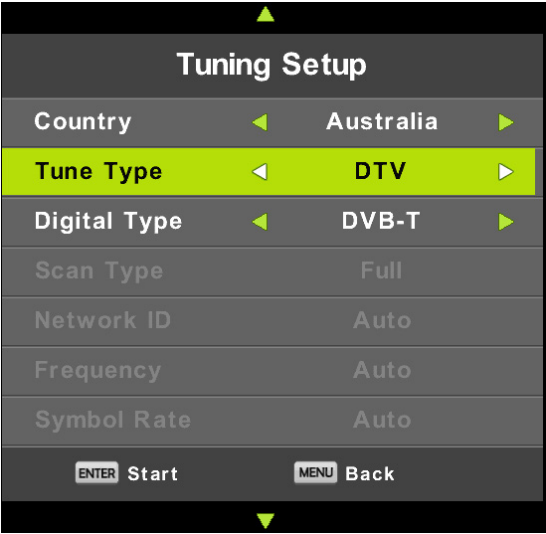 Tuning Setup
Country Australia
Tune Type DTV
Digital Type DVB-T
Scan Type Full
Network ID Auto
Frequency Auto
Symbol Rate Auto
ENTER Start MENU Back